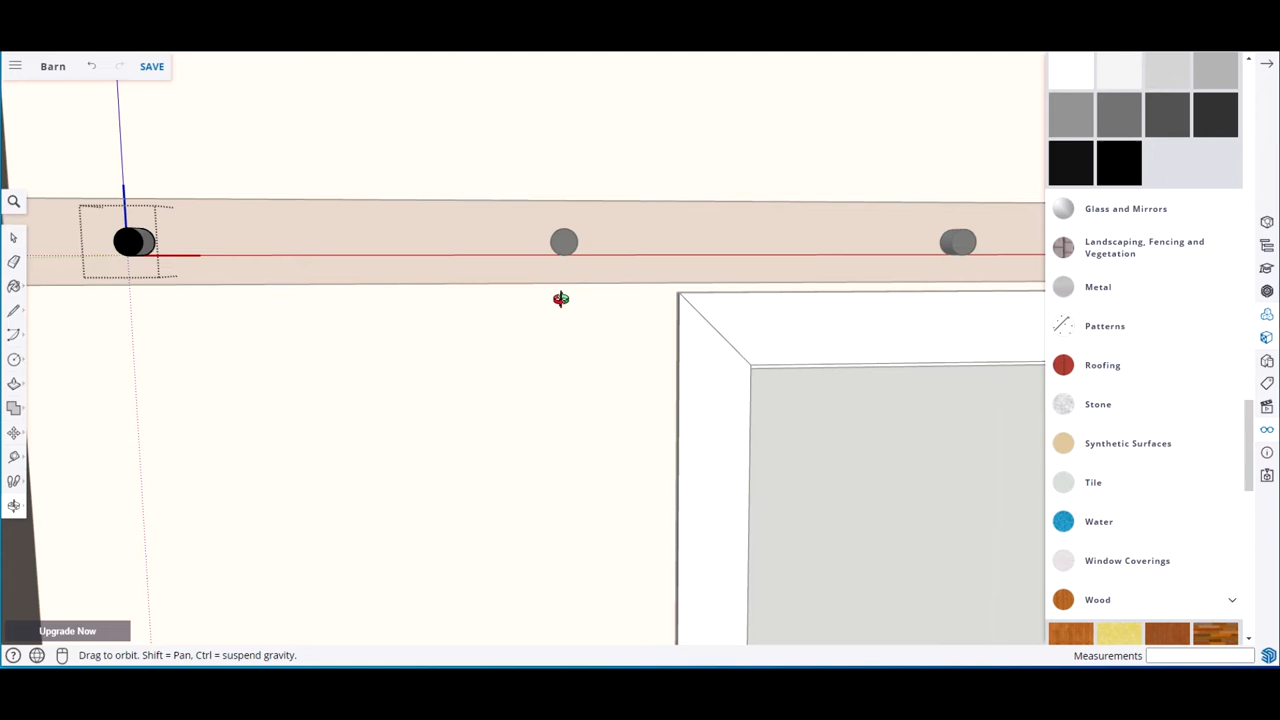 Barn
SAVE
Glass and Mirrors
Landscaping, Fencing and
Vegetation
Metal
Patterns
Roofing
Stone
Synthetic Surfaces
Tile
Water
Window Coverings
Wood
Upgrade Now
Drag to orbit. Shift = Pan, Ctrl = suspend gravity.
Measurements